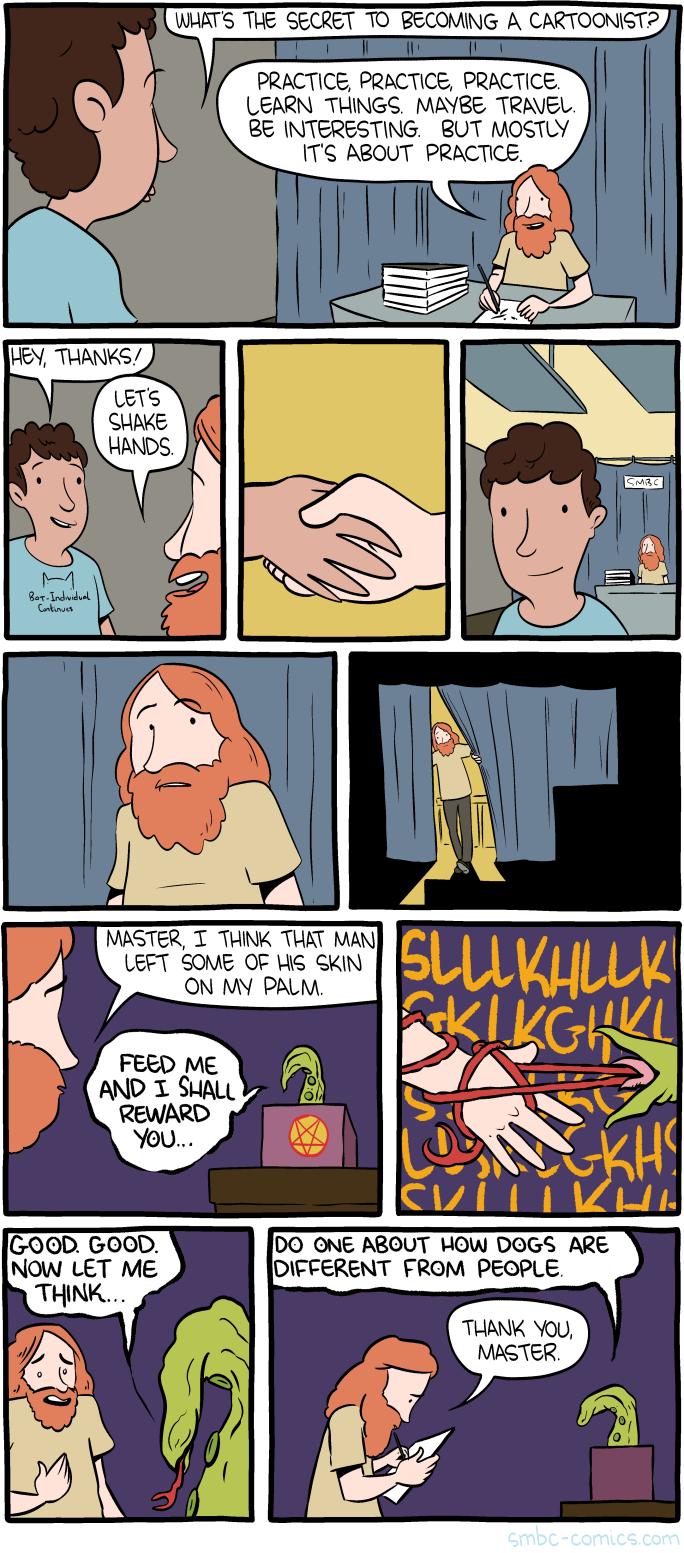 WHAT'S THE SECRET TO BECOMING A CARTOONIST?
PRACTICE, PRACTICE, PRACTICE.
LEARN THINGS. MAYBE TRAVEL.
BE INTERESTING. BUT MOSTLY
IT'S ABOUT PRACTICE.
HEY, THANKS!
LET'S
SHAKE
HANDS.
Bat-Individual
Continues
SMBC
MASTER, I THINK THAT MAN
LEFT SOME OF HIS SKIN
ON MY PALM.
FEED ME
AND I SHALL
REWARD
YOU...
SLLLKHLLK
GOOD. GOOD.
NOW LET ME
THINK...
DO ONE ABOUT HOW DOGS ARE
DIFFERENT FROM PEOPLE.
THANK YOU,
MASTER.
smbc-comics.com